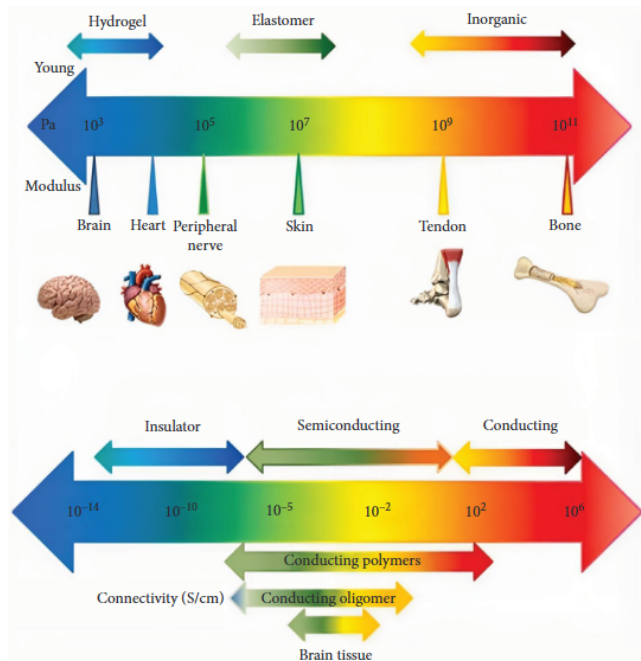 Hydrogel Elastomer Inorganic
Young
Pa 10³ 10⁵ 10⁷ 10⁹ 10¹¹
Modulus
Brain Heart Peripheral nerve Skin Tendon Bone
Insulator Semiconducting Conducting
10⁻¹⁴ 10⁻¹⁰ 10⁻⁵ 10⁻² 10² 10⁶
Conducting polymers
Connectivity (S/cm) Conducting oligomer
Brain tissue